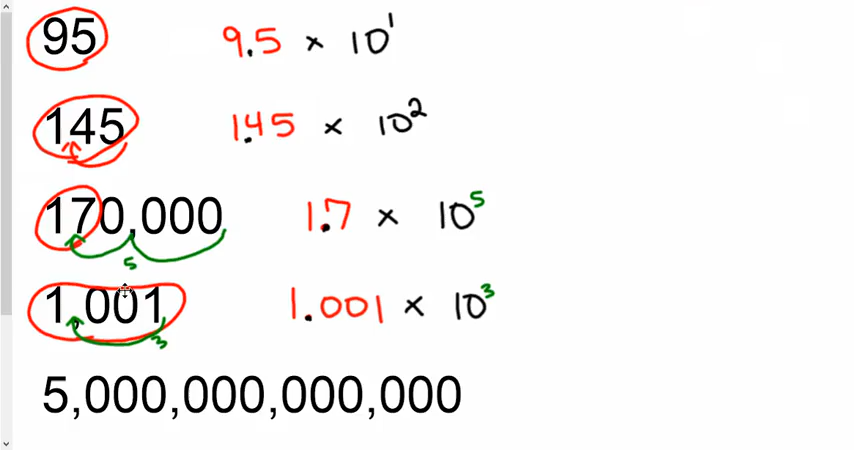 95 9.5 × 10¹
145 1.45 × 10²
170,000 1.7 × 10⁵
5
1,001 1.001 × 10³
3
5,000,000,000,000